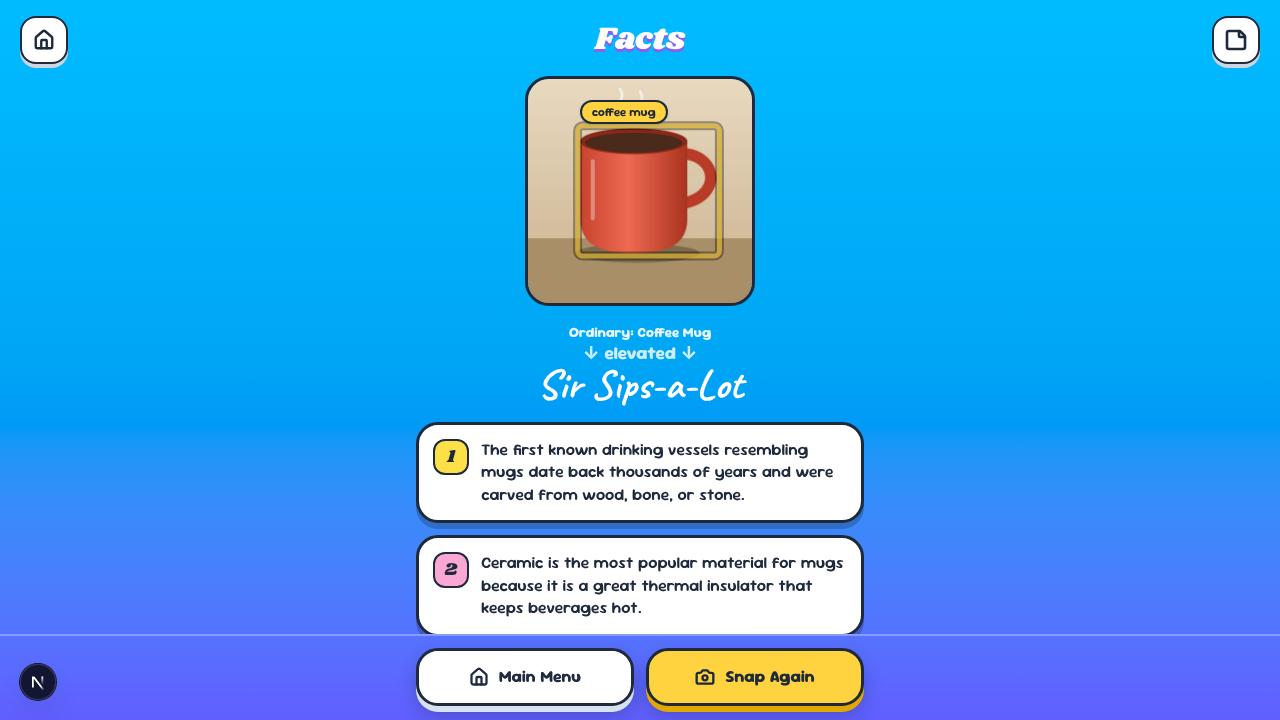 Facts
coffee mug
Ordinary: Coffee Mug
↓ elevated ↓
Sir Sips-a-Lot
1
The first known drinking vessels resembling
mugs date back thousands of years and were
carved from wood, bone, or stone.
2
Ceramic is the most popular material for mugs
because it is a great thermal insulator that
keeps beverages hot.
N
Main Menu
Snap Again